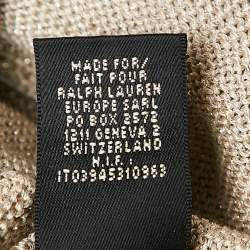 MADE FOR/
FAIT POUR
RALPH LAUREN
EUROPE SARL
PO BOX 2572
1211 GENEVA 2
SWITZERLAND
N.I.F.:
IT03945310963